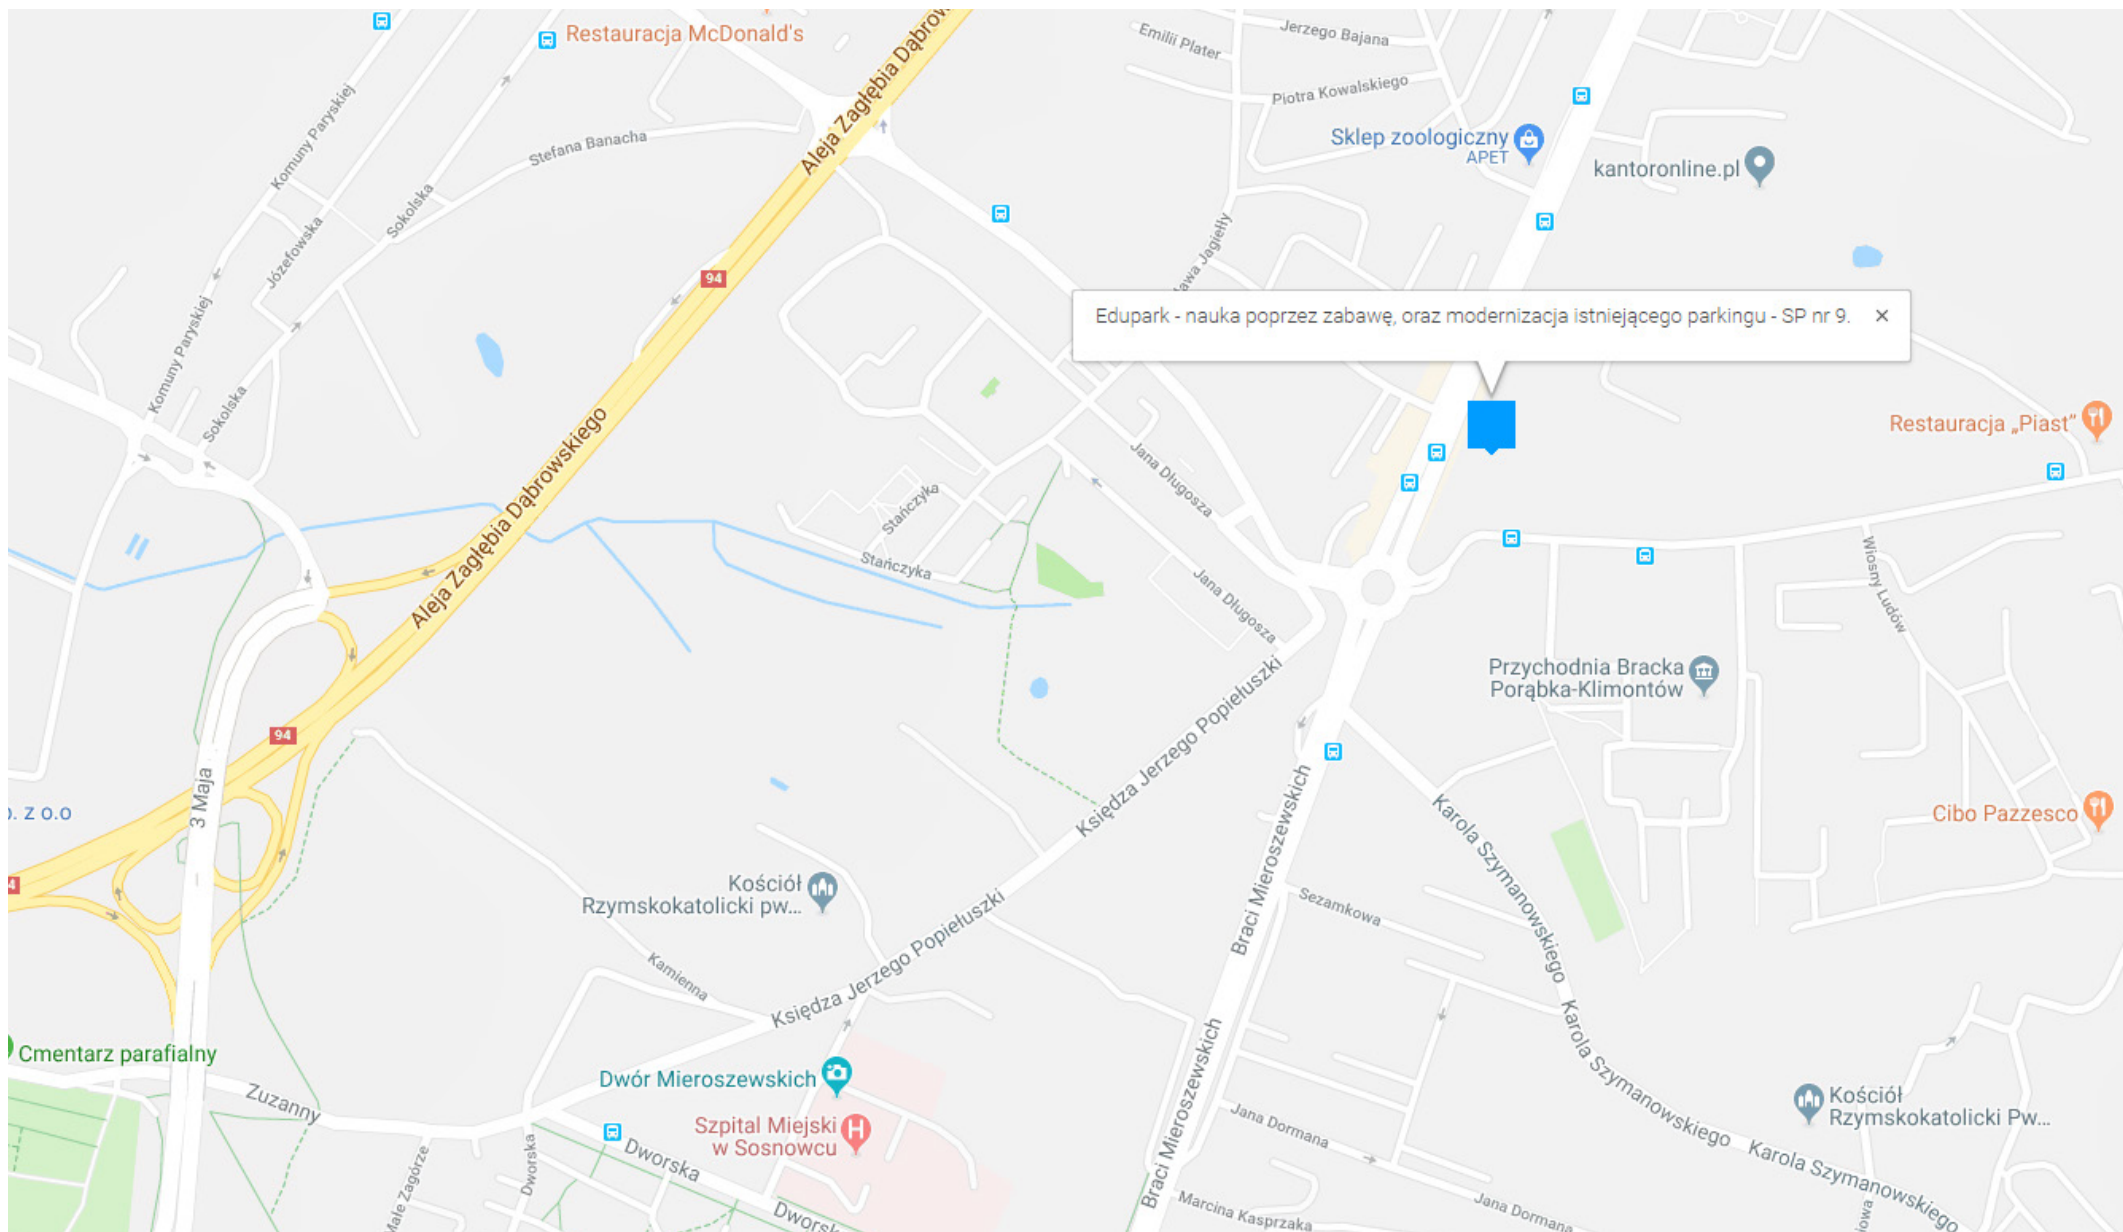 Restauracja McDonald's
Aleja Zagłębia
Emilii Plater
Jerzego Bajana
Piotra Kowalskiego
Komuny Paryskiej
Stefana Banacha
Sklep zoologiczny
APET
kantoronline.pl
Sokolska
Józefowska
94
Edupark - nauka poprzez zabawę, oraz modernizacja istniejącego parkingu - SP nr 9. ×
Komuny Paryskiej
Sokolska
Restauracja „Piast”
Aleja Zagłębia Dąbrowskiego
Jana Długosza
Stańczyka
Stańczyka
Wiosny Ludów
Jana Długosza
Przychodnia Bracka
Porąbka-Klimontów
94
Księdza Jerzego Popiełuszki
3 Maja
z o.o
Braci Mieroszewskich
Karola Szymanowskiego
Cibo Pazzesco
Kościół
Rzymskokatolicki pw...
Sezamkowa
Kamienna
Księdza Jerzego Popiełuszki
Karola Szymanowskiego
Cmentarz parafialny
Dwór Mieroszewskich
Szpital Miejski
w Sosnowcu
H
Braci Mieroszewskich
Kościół
Rzymskokatolicki Pw...
Zuzanny
Jana Dormana
Dworska
Dworska
Małe Zagórze
Karola Szymanowskiego
Marcina Kasprzaka
Jana Dormana